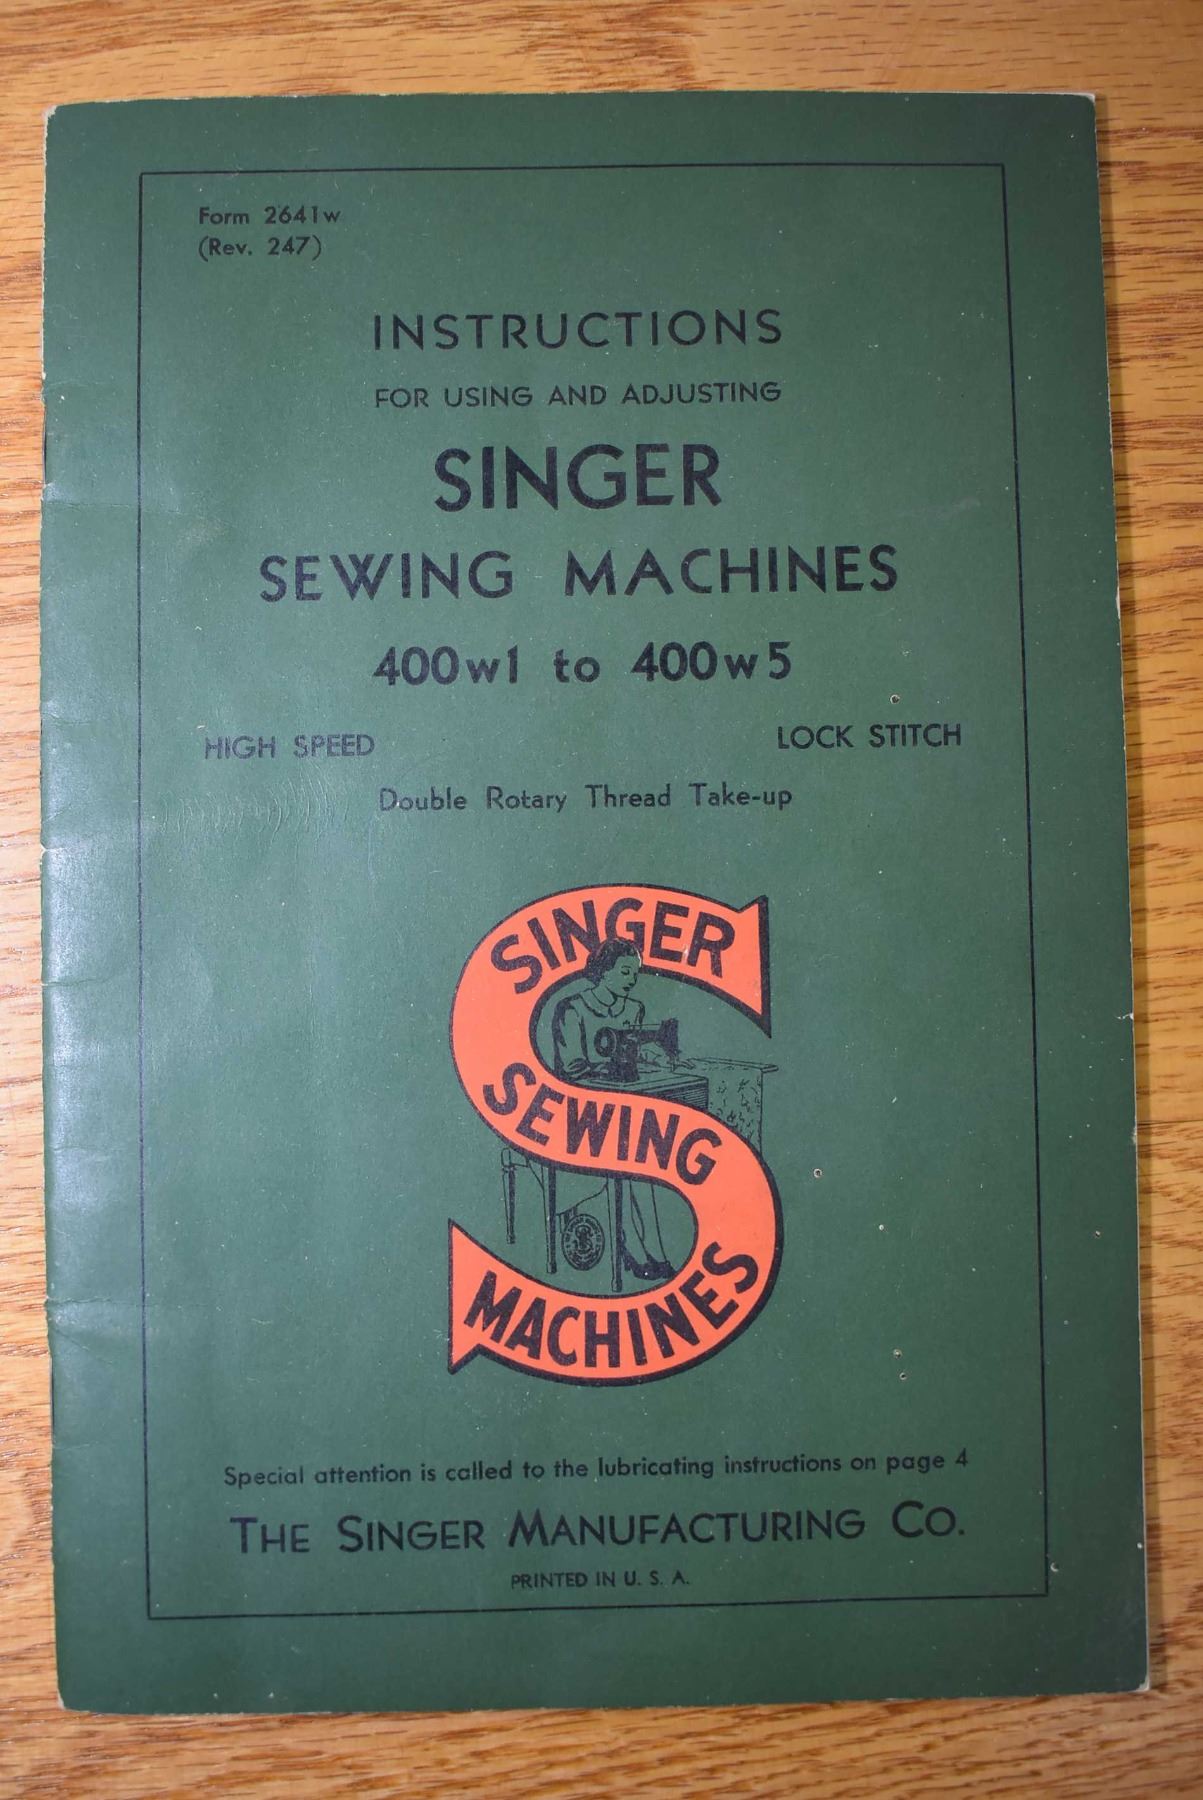 Form 2641w
(Rev. 247)
INSTRUCTIONS
FOR USING AND ADJUSTING
SINGER
SEWING MACHINES
400w1 to 400w5
HIGH SPEED LOCK STITCH
Double Rotary Thread Take-up
SINGER
SEWING
MACHINES
Special attention is called to the lubricating instructions on page 4
THE SINGER MANUFACTURING CO.
PRINTED IN U. S. A.